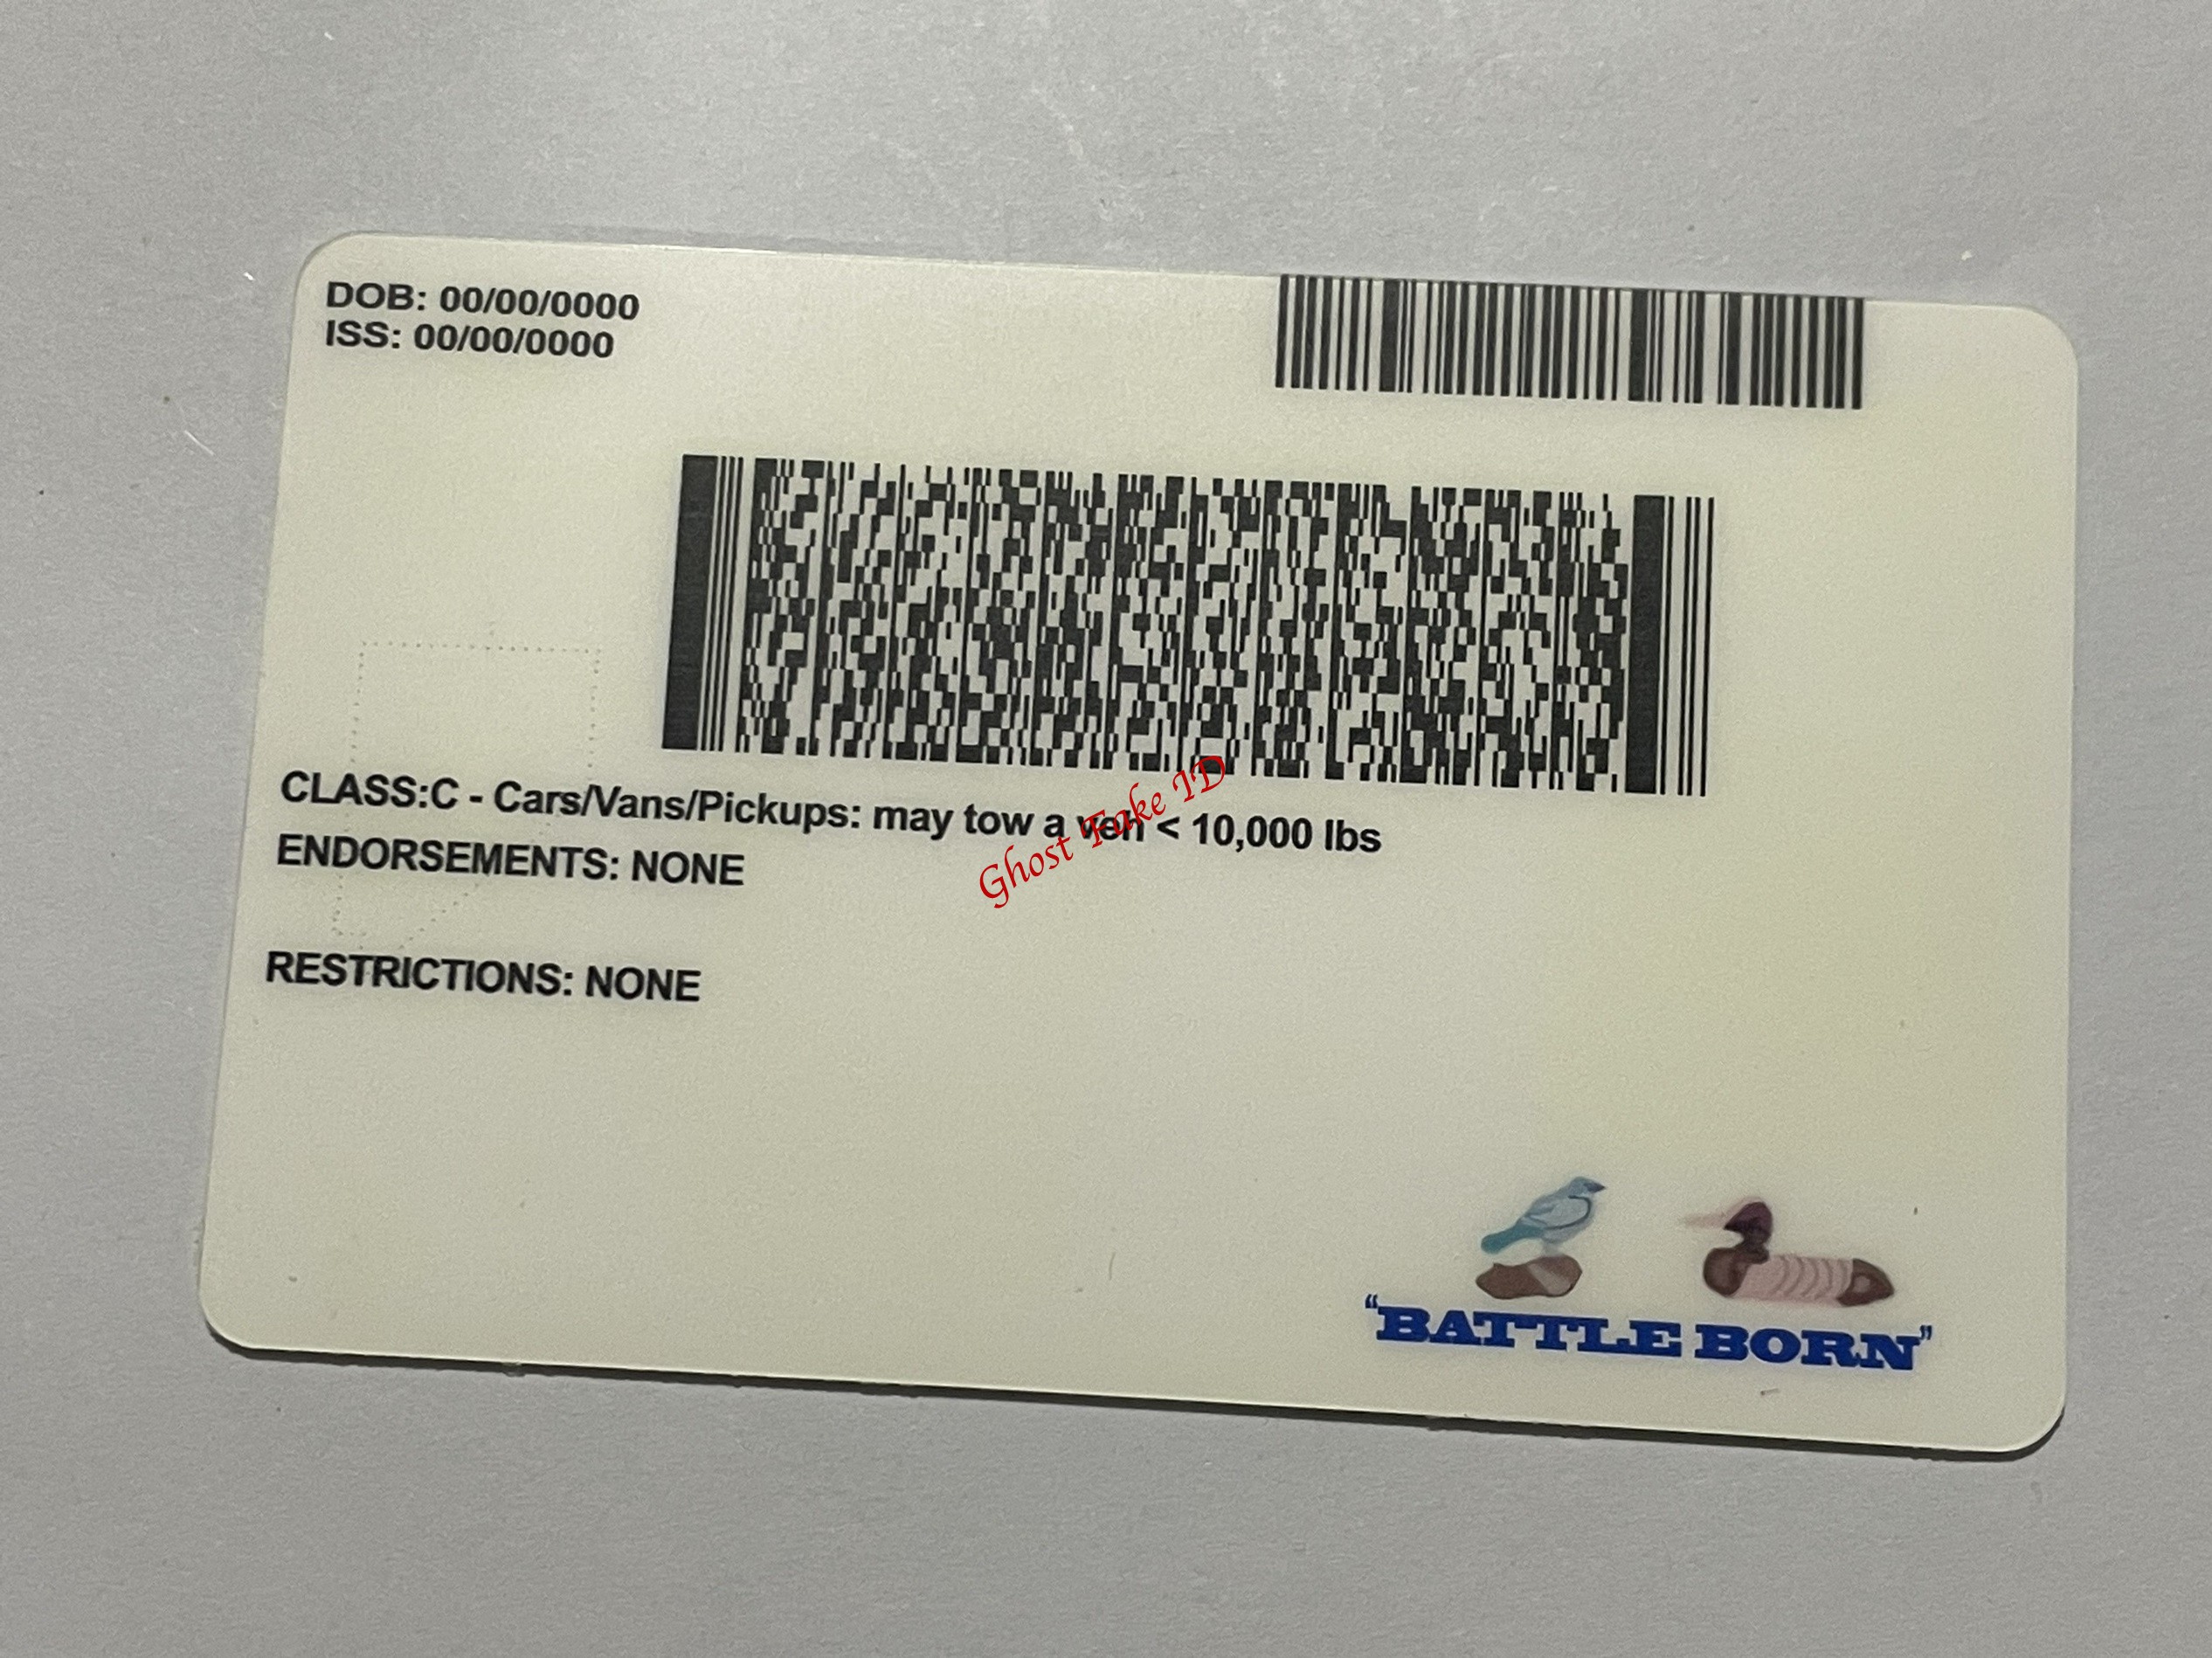 DOB: 00/00/0000
ISS: 00/00/0000
CLASS:C - Cars/Vans/Pickups: may tow a veh < 10,000 lbs
Ghost Fake ID
ENDORSEMENTS: NONE
RESTRICTIONS: NONE
"BATTLE BORN"